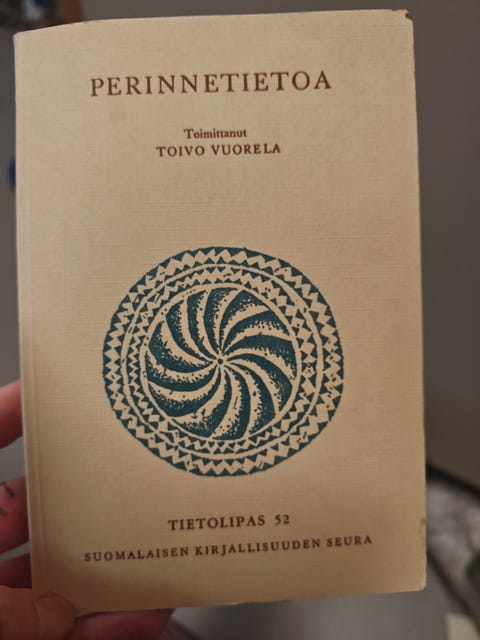 PERINNETIETOA
Toimittanut
TOIVO VUORELA
TIETOLIPAS 52
SUOMALAISEN KIRJALLISUUDEN SEURA